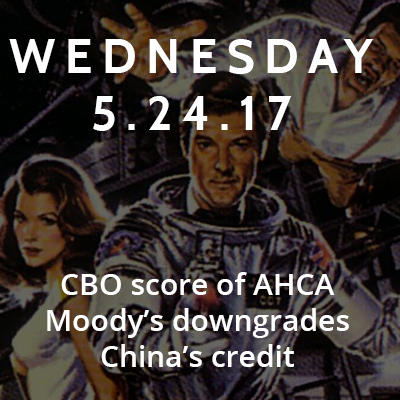 WEDNESDAY
5.24.17
CBO score of AHCA
Moody’s downgrades
China’s credit